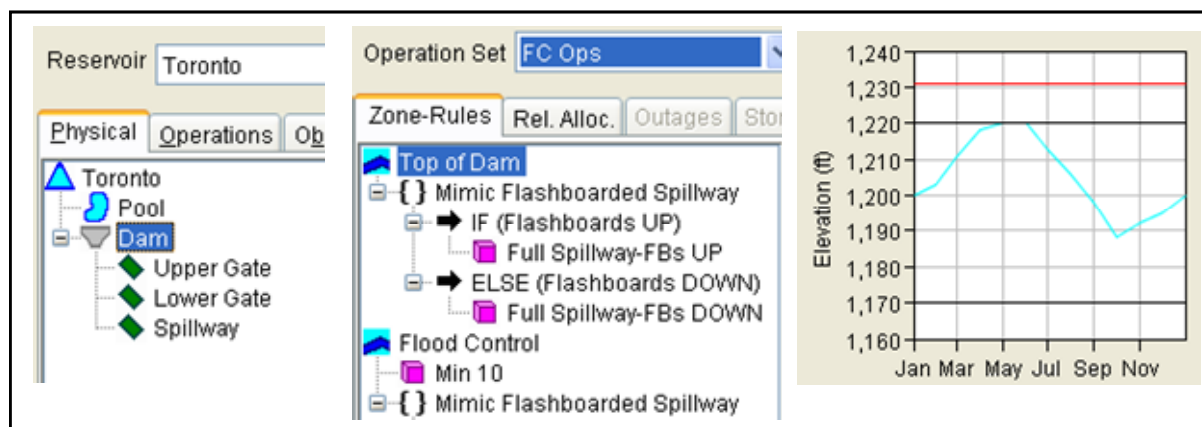 Reservoir Toronto
Physical Operations Ob
Toronto
Pool
Dam
Upper Gate
Lower Gate
Spillway
Operation Set FC Ops
Zone-Rules Rel. Alloc. Outages Stor
Top of Dam
{ } Mimic Flashboarded Spillway
IF (Flashboards UP)
Full Spillway-FBs UP
ELSE (Flashboards DOWN)
Full Spillway-FBs DOWN
Flood Control
Min 10
{ } Mimic Flashboarded Spillway
Elevation (ft)
1,240
1,230
1,220
1,210
1,200
1,190
1,180
1,170
1,160
Jan Mar May Jul Sep Nov